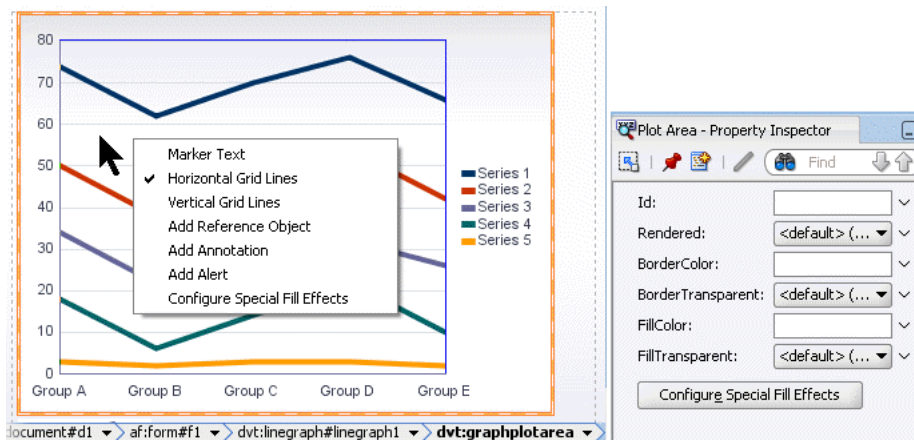 80
70
60
50
40
30
20
10
0
Group A Group B Group C Group D Group E
Marker Text
Horizontal Grid Lines
Vertical Grid Lines
Add Reference Object
Add Annotation
Add Alert
Configure Special Fill Effects
Series 1
Series 2
Series 3
Series 4
Series 5
document#d1 af:form#f1 dvt:linegraph#linegraph1 dvt:graphplotarea
Plot Area - Property Inspector
Find
Id:
Rendered: <default> (...
BorderColor:
BorderTransparent: <default> (...
FillColor:
FillTransparent: <default> (...
Configure Special Fill Effects